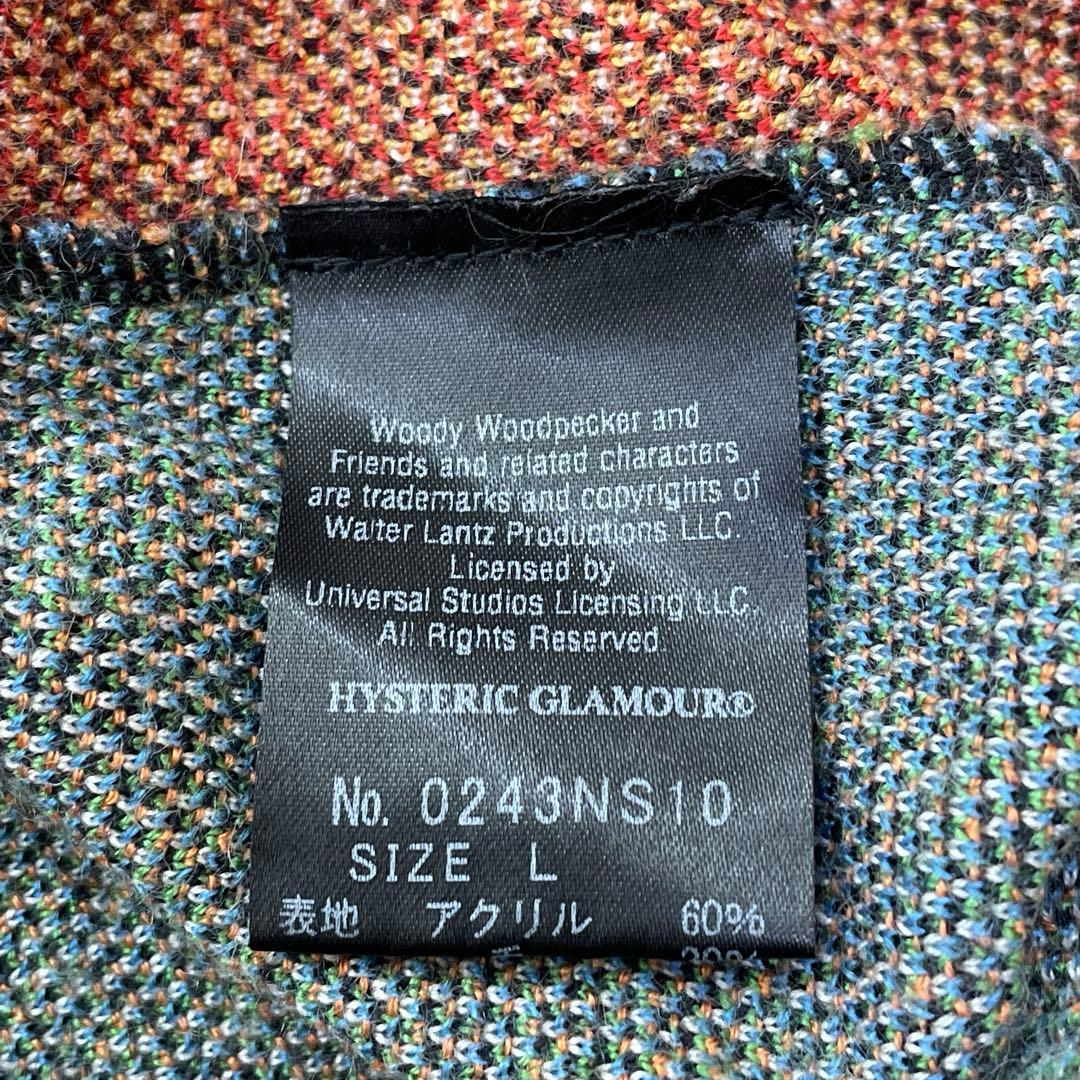 Woody Woodpecker and
Friends and related characters
are trademarks and copyrights of
Walter Lantz Productions LLC.
Licensed by
Universal Studios Licensing LLC.
All Rights Reserved.
HYSTERIC GLAMOUR®
No. 0243NS10
SIZE L
表地 アクリル 60%